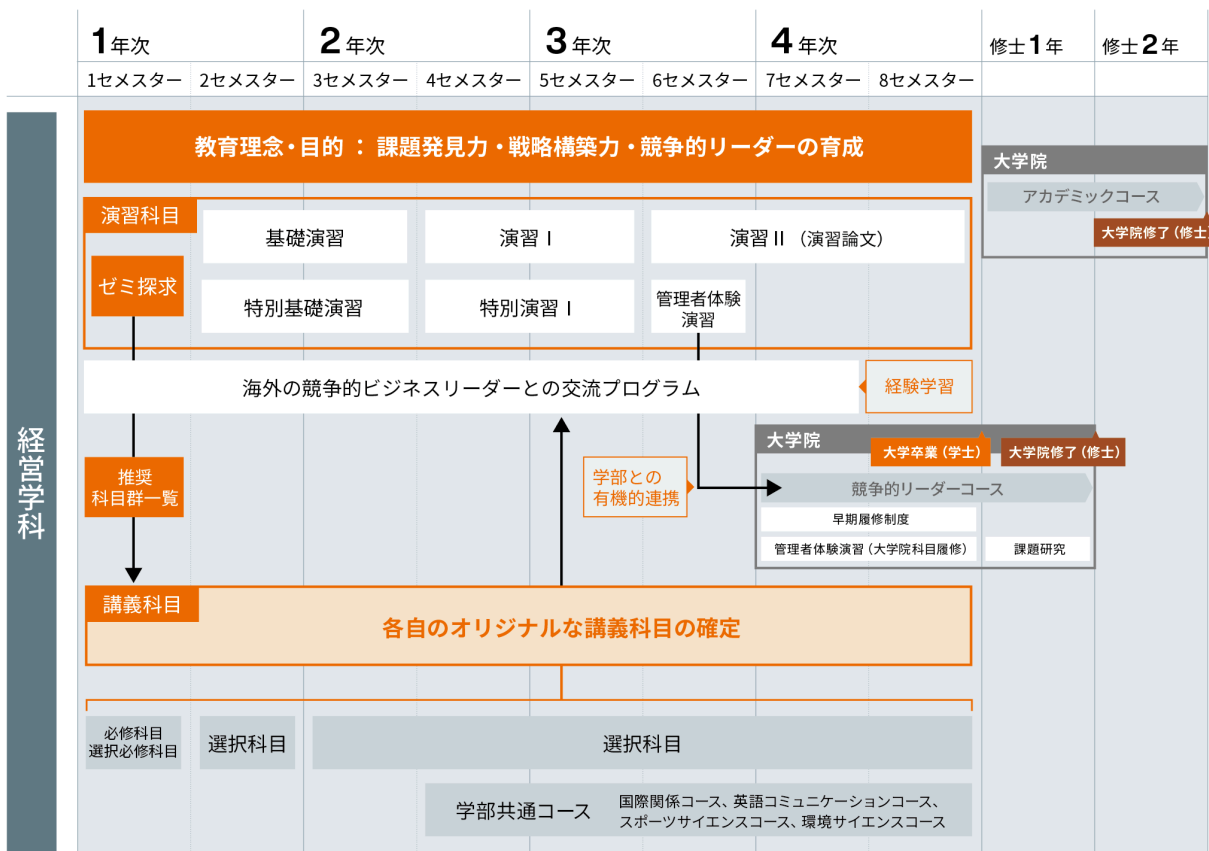 1年次 2年次 3年次 4年次 修士1年 修士2年
1セメスター 2セメスター 3セメスター 4セメスター 5セメスター 6セメスター 7セメスター 8セメスター
経営学科
教育理念・目的 : 課題発見力・戦略構築力・競争的リーダーの育成
大学院
アカデミックコース
大学院修了(修士)
演習科目
ゼミ探求
基礎演習
演習Ⅰ
演習Ⅱ(演習論文)
特別基礎演習
特別演習Ⅰ
管理者体験
演習
海外の競争的ビジネスリーダーとの交流プログラム
経験学習
推奨
科目群一覧
学部との
有機的連携
大学院
大学卒業(学士)
大学院修了(修士)
競争的リーダーコース
早期履修制度
管理者体験演習(大学院科目履修)
課題研究
講義科目
各自のオリジナルな講義科目の確定
必修科目
選択必修科目
選択科目
選択科目
学部共通コース
国際関係コース、英語コミュニケーションコース、
スポーツサイエンスコース、環境サイエンスコース